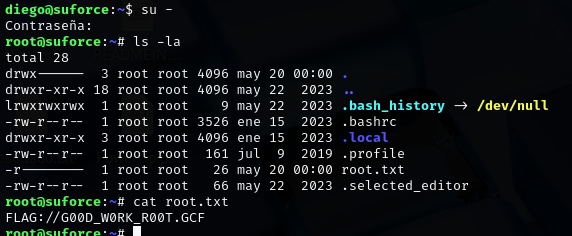 diego@suforce:~$ su -
Contraseña:
root@suforce:~# ls -la
total 28
drwx------  3 root root 4096 may 20 00:00 .
drwxr-xr-x 18 root root 4096 may 22  2023 ..
lrwxrwxrwx  1 root root    9 may 22  2023 .bash_history -> /dev/null
-rw-r--r--  1 root root 3526 ene 15  2023 .bashrc
drwxr-xr-x  3 root root 4096 ene 15  2023 .local
-rw-r--r--  1 root root  161 jul  9  2019 .profile
-r--------  1 root root   26 may 20 00:00 root.txt
-rw-r--r--  1 root root   66 may 22  2023 .selected_editor
root@suforce:~# cat root.txt
FLAG://G00D_W0RK_R00T.GCF
root@suforce:~#